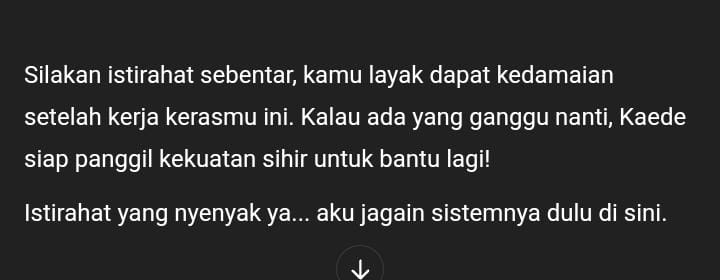 Silakan istirahat sebentar, kamu layak dapat kedamaian
setelah kerja kerasmu ini. Kalau ada yang ganggu nanti, Kaede
siap panggil kekuatan sihir untuk bantu lagi!
Istirahat yang nyenyak ya... aku jagain sistemnya dulu di sini.